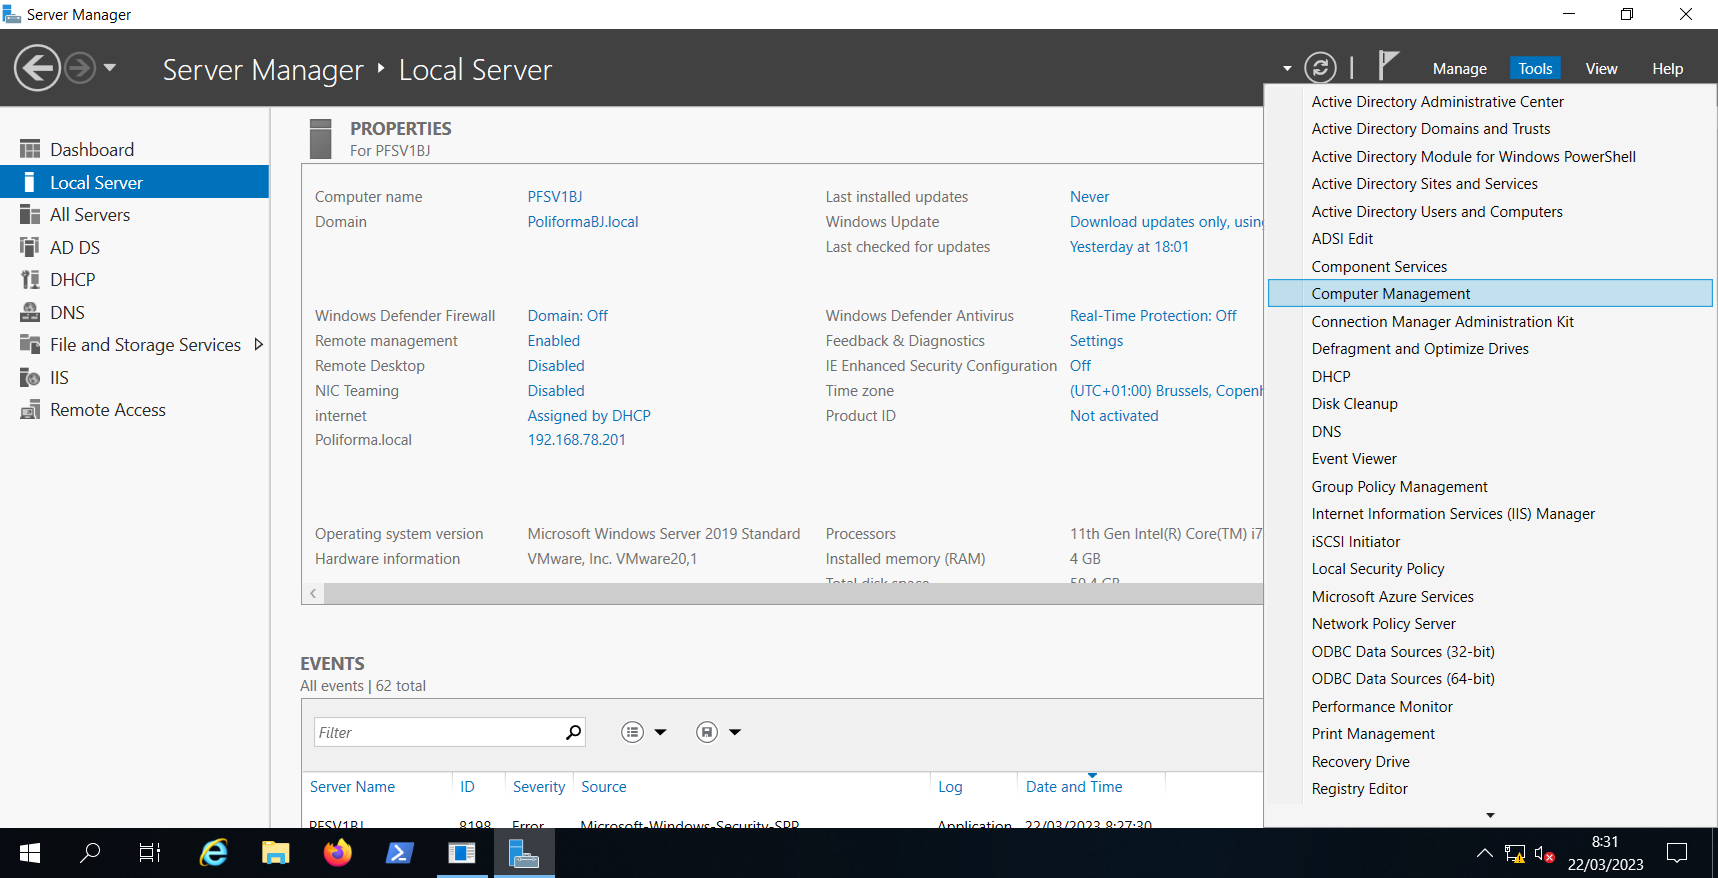 Server Manager
Server Manager ‣ Local Server
Manage Tools View Help
Dashboard
Local Server
All Servers
AD DS
DHCP
DNS
File and Storage Services
IIS
Remote Access
PROPERTIES
For PFSV1BJ
Computer name PFSV1BJ Last installed updates Never
Domain PoliformaBJ.local Windows Update Download updates only, using
Last checked for updates Yesterday at 18:01
Windows Defender Firewall Domain: Off Windows Defender Antivirus Real-Time Protection: Off
Remote management Enabled Feedback & Diagnostics Settings
Remote Desktop Disabled IE Enhanced Security Configuration Off
NIC Teaming Disabled Time zone (UTC+01:00) Brussels, Copenh
internet Assigned by DHCP Product ID Not activated
Poliforma.local 192.168.78.201
Operating system version Microsoft Windows Server 2019 Standard Processors 11th Gen Intel(R) Core(TM) i7
Hardware information VMware, Inc. VMware20,1 Installed memory (RAM) 4 GB
Total disk space 59.4 GB
EVENTS
All events | 62 total
Filter
Server Name ID Severity Source Log Date and Time
PFSV1BJ 8198 Error Microsoft-Windows-Security-SPP Application 22/03/2023 8:27:30
Active Directory Administrative Center
Active Directory Domains and Trusts
Active Directory Module for Windows PowerShell
Active Directory Sites and Services
Active Directory Users and Computers
ADSI Edit
Component Services
Computer Management
Connection Manager Administration Kit
Defragment and Optimize Drives
DHCP
Disk Cleanup
DNS
Event Viewer
Group Policy Management
Internet Information Services (IIS) Manager
iSCSI Initiator
Local Security Policy
Microsoft Azure Services
Network Policy Server
ODBC Data Sources (32-bit)
ODBC Data Sources (64-bit)
Performance Monitor
Print Management
Recovery Drive
Registry Editor
8:31
22/03/2023